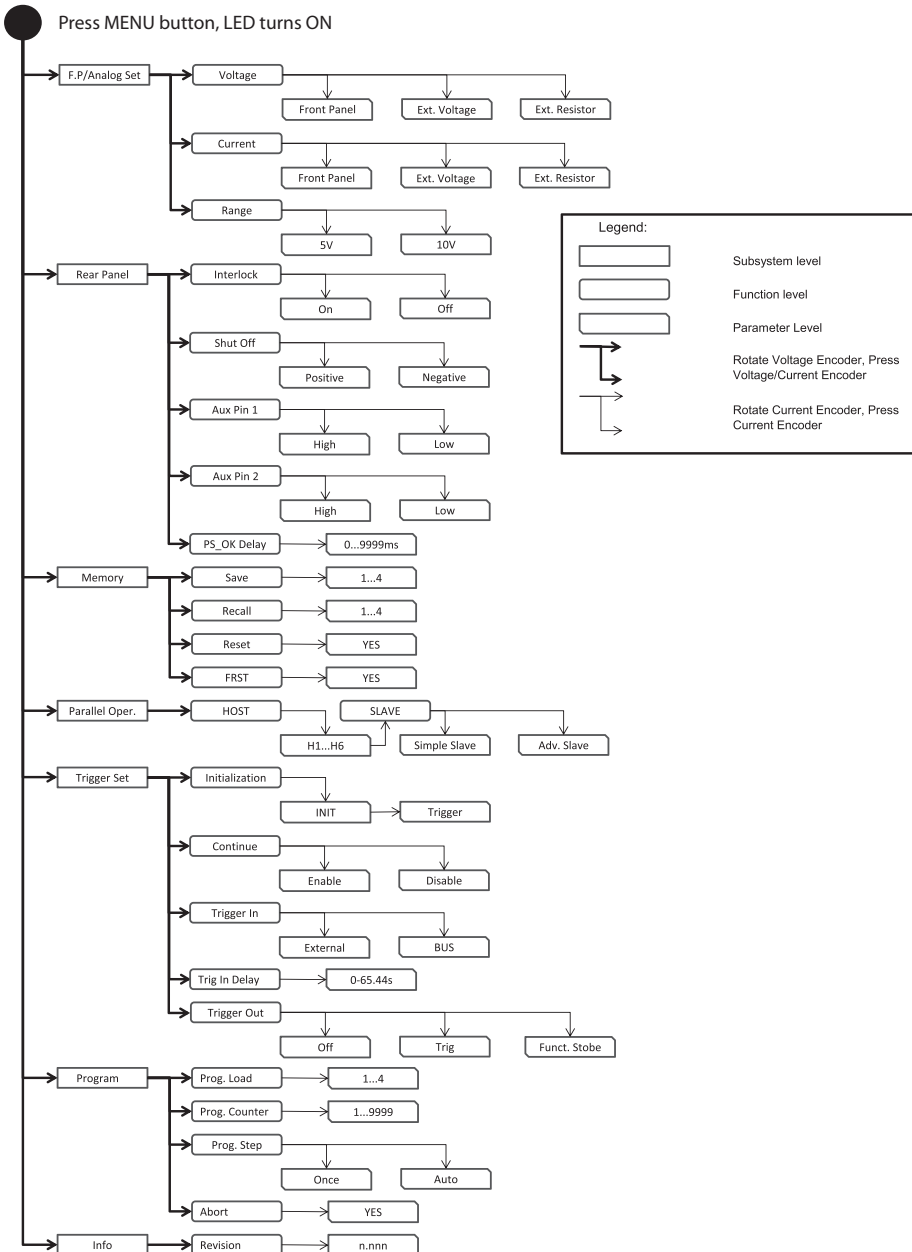 Press MENU button, LED turns ON
F.P/Analog Set
Voltage
Front Panel
Ext. Voltage
Ext. Resistor
Current
Front Panel
Ext. Voltage
Ext. Resistor
Range
5V
10V
Rear Panel
Interlock
On
Off
Shut Off
Positive
Negative
Aux Pin 1
High
Low
Aux Pin 2
High
Low
PS_OK Delay
0...9999ms
Memory
Save
1...4
Recall
1...4
Reset
YES
FRST
YES
Parallel Oper.
HOST
H1...H6
SLAVE
Simple Slave
Adv. Slave
Trigger Set
Initialization
INIT
Trigger
Continue
Enable
Disable
Trigger In
External
BUS
Trig In Delay
0-65.44s
Trigger Out
Off
Trig
Funct. Stobe
Program
Prog. Load
1...4
Prog. Counter
1...9999
Prog. Step
Once
Auto
Abort
YES
Info
Revision
n.nnn
Legend:
Subsystem level
Function level
Parameter Level
Rotate Voltage Encoder, Press
Voltage/Current Encoder
Rotate Current Encoder, Press
Current Encoder